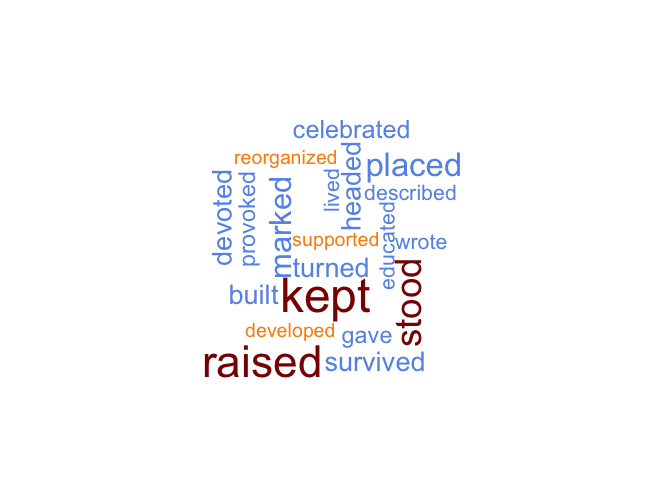 celebrated
reorganized
placed
headed
lived
described
devoted
provoked
marked
educated
supported
wrote
turned
built
kept
stood
developed
gave
raised
survived